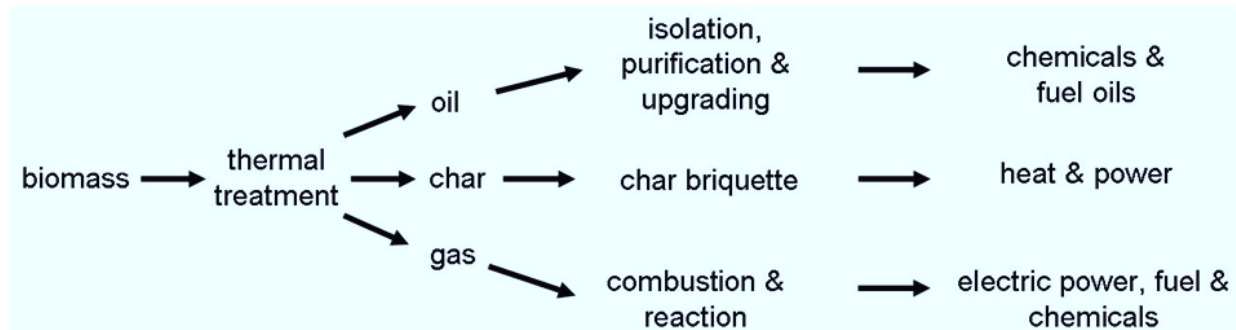 isolation,
purification &
upgrading
chemicals &
fuel oils
oil
biomass
thermal
treatment
char
char briquette
heat & power
gas
combustion &
reaction
electric power, fuel &
chemicals